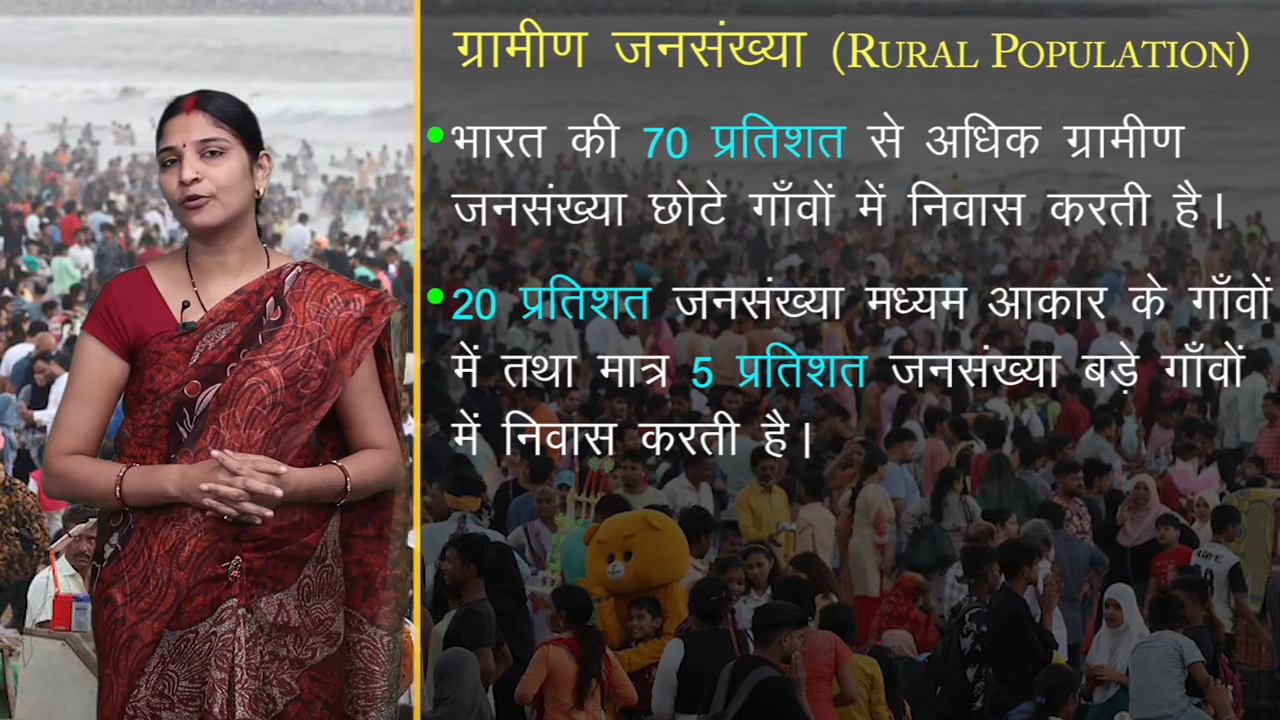 ग्रामीण जनसंख्या (RURAL POPULATION)
•भारत की 70 प्रतिशत से अधिक ग्रामीण
जनसंख्या छोटे गाँवों में निवास करती है।
•20 प्रतिशत जनसंख्या मध्यम आकार के गाँवों
में तथा मात्र 5 प्रतिशत जनसंख्या बड़े गाँवों
में निवास करती है।